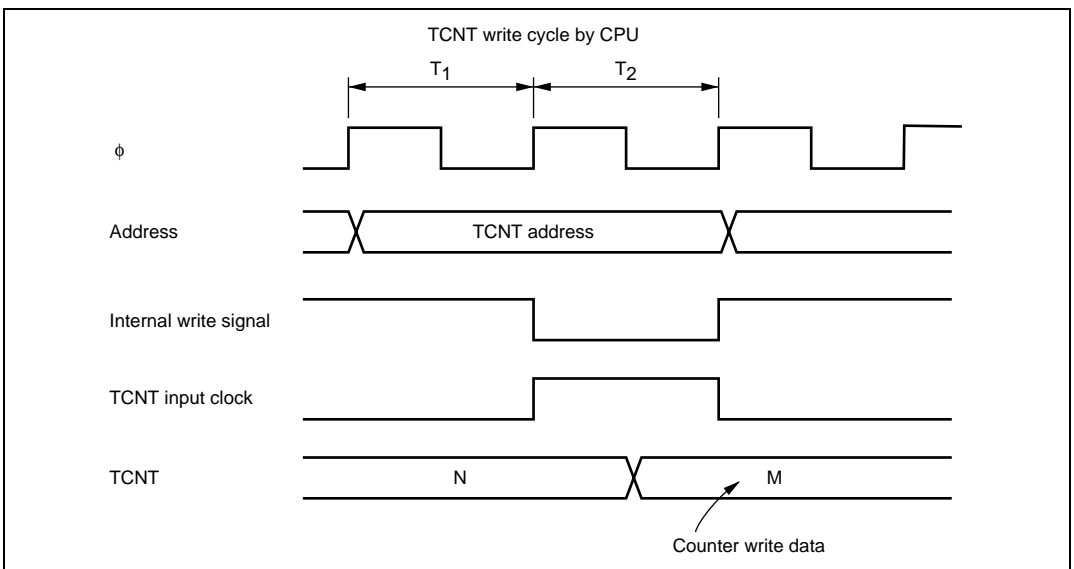 TCNT write cycle by CPU
T1 T2
ϕ
Address TCNT address
Internal write signal
TCNT input clock
TCNT N M
Counter write data